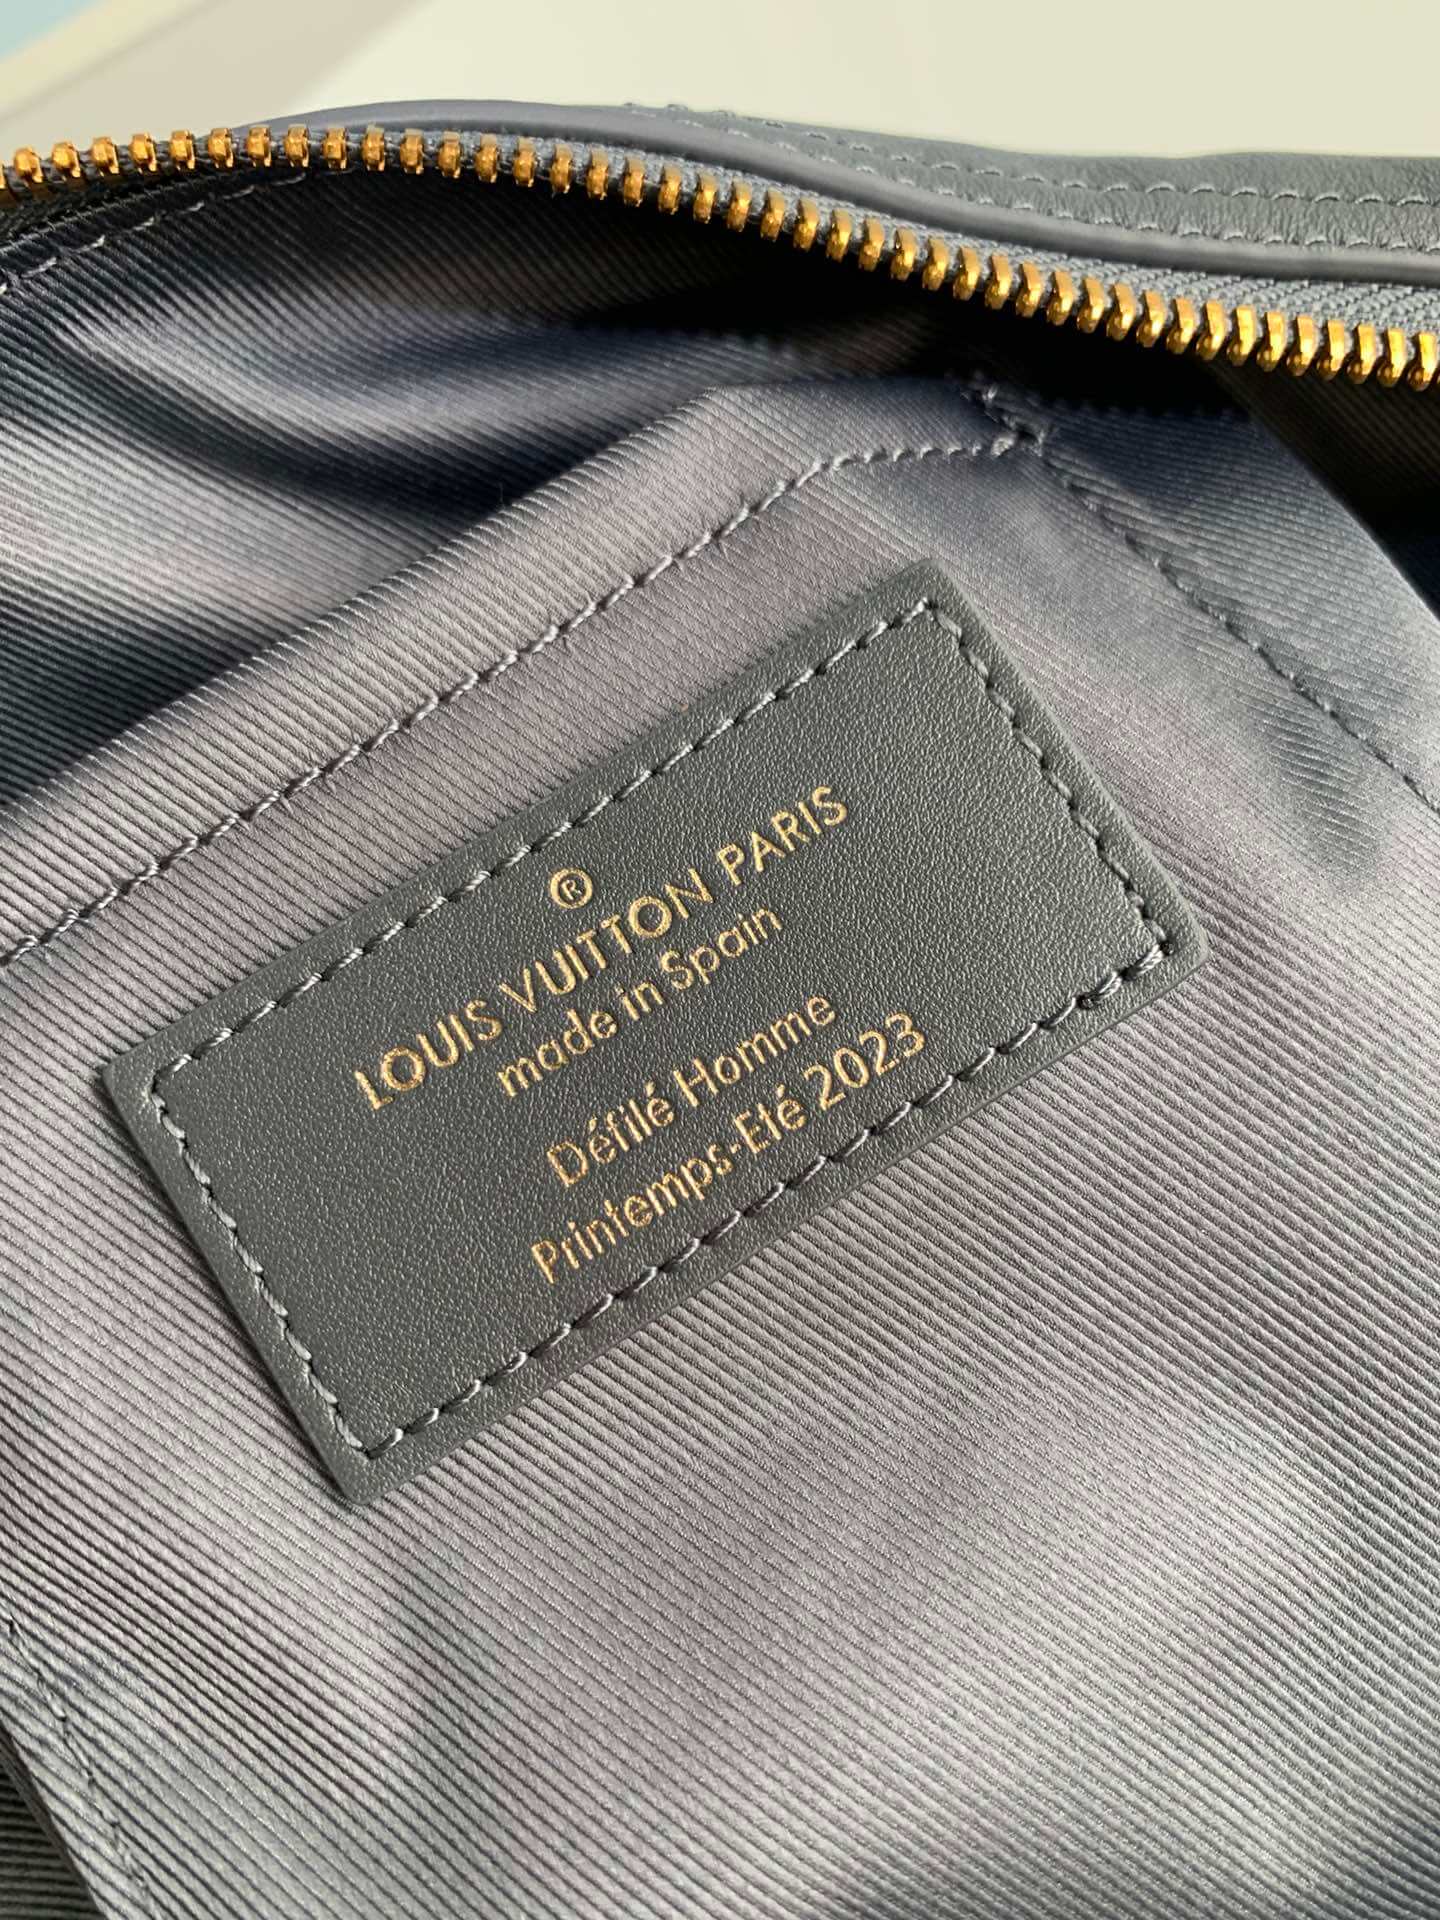 ®
LOUIS VUITTON PARIS
made in Spain
Défilé Homme
Printemps-Eté 2023